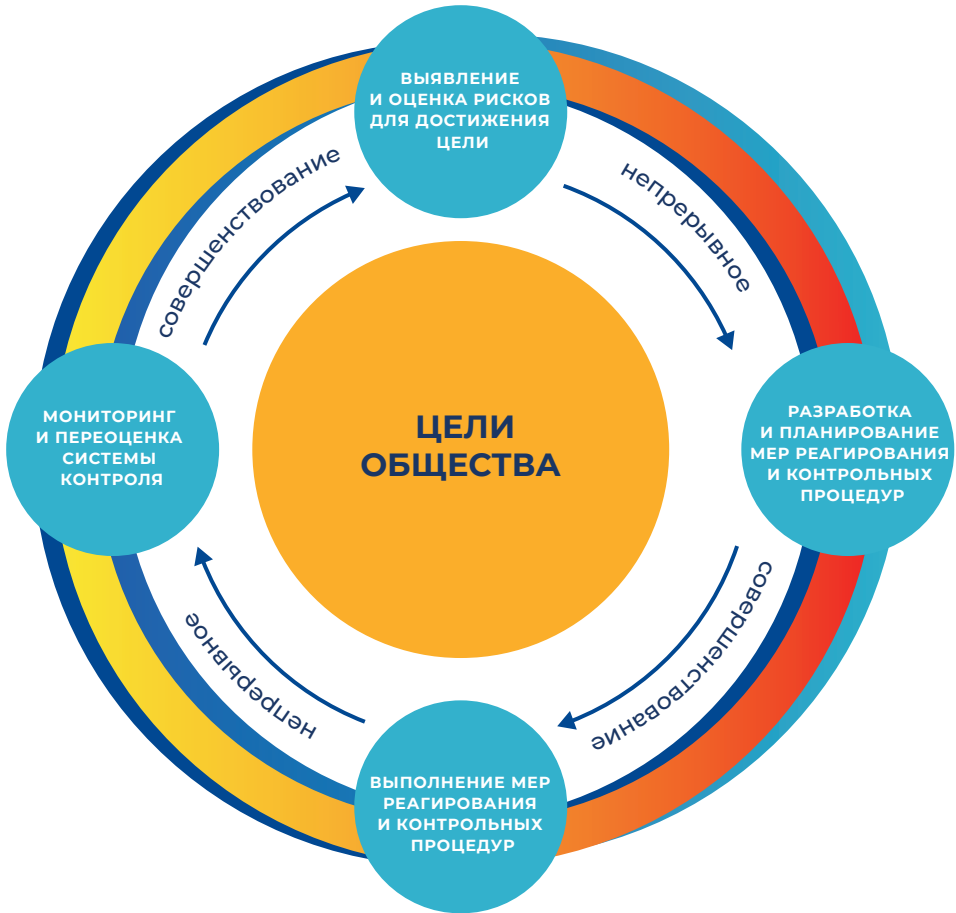 ВЫЯВЛЕНИЕ
И ОЦЕНКА РИСКОВ
ДЛЯ ДОСТИЖЕНИЯ
ЦЕЛИ
непрерывное
РАЗРАБОТКА
И ПЛАНИРОВАНИЕ
МЕР РЕАГИРОВАНИЯ
И КОНТРОЛЬНЫХ
ПРОЦЕДУР
совершенствование
ВЫПОЛНЕНИЕ МЕР
РЕАГИРОВАНИЯ
И КОНТРОЛЬНЫХ
ПРОЦЕДУР
непрерывное
МОНИТОРИНГ
И ПЕРЕОЦЕНКА
СИСТЕМЫ
КОНТРОЛЯ
совершенствование
ЦЕЛИ
ОБЩЕСТВА